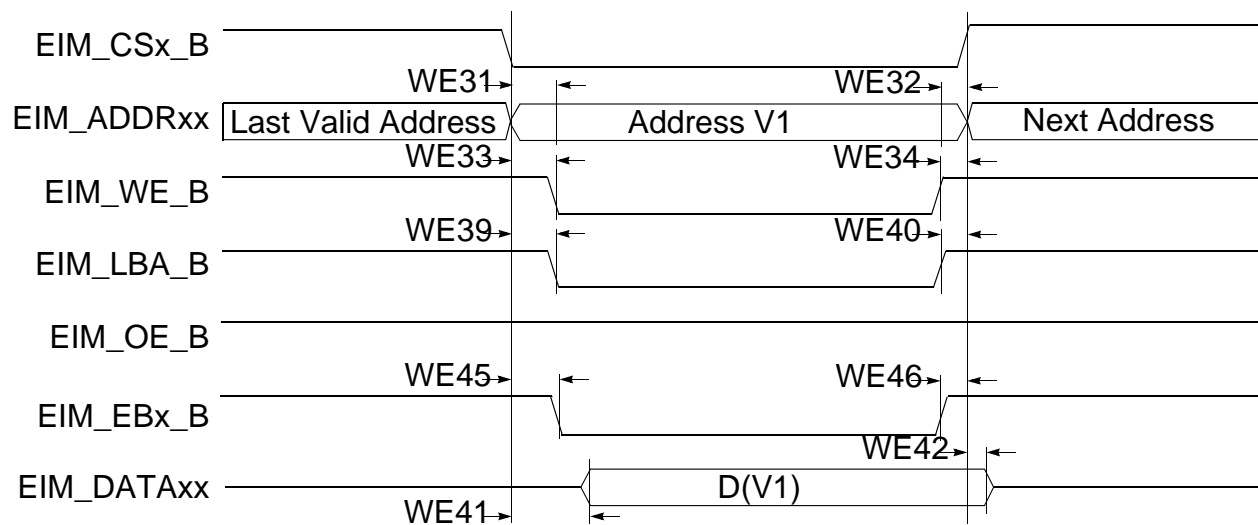 EIM_CSx_B
WE31
WE32
EIM_ADDRxx
Last Valid Address
Address V1
Next Address
WE33
WE34
EIM_WE_B
WE39
WE40
EIM_LBA_B
EIM_OE_B
WE45
WE46
EIM_EBx_B
WE42
EIM_DATAxx
D(V1)
WE41